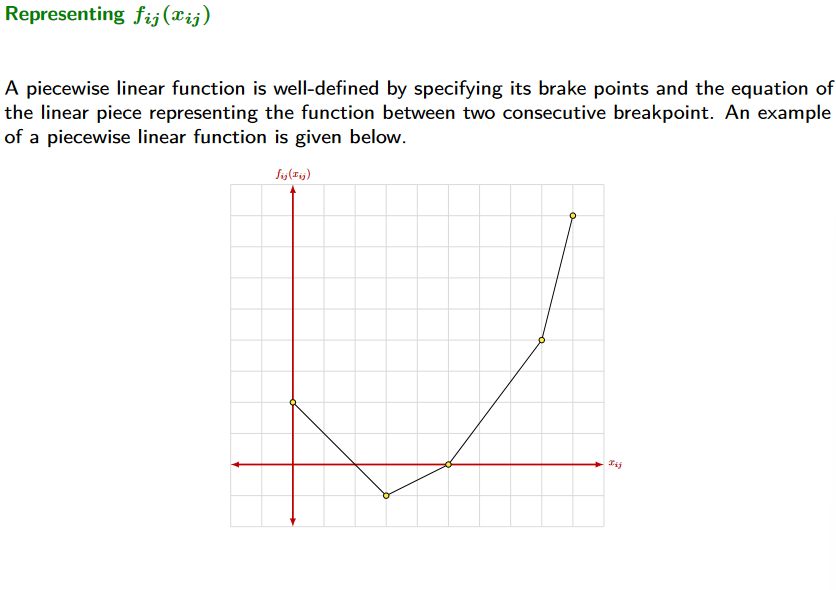 Representing f_{ij}(x_{ij})
A piecewise linear function is well-defined by specifying its brake points and the equation of
the linear piece representing the function between two consecutive breakpoint. An example
of a piecewise linear function is given below.
f_{ij}(x_{ij})
x_{ij}